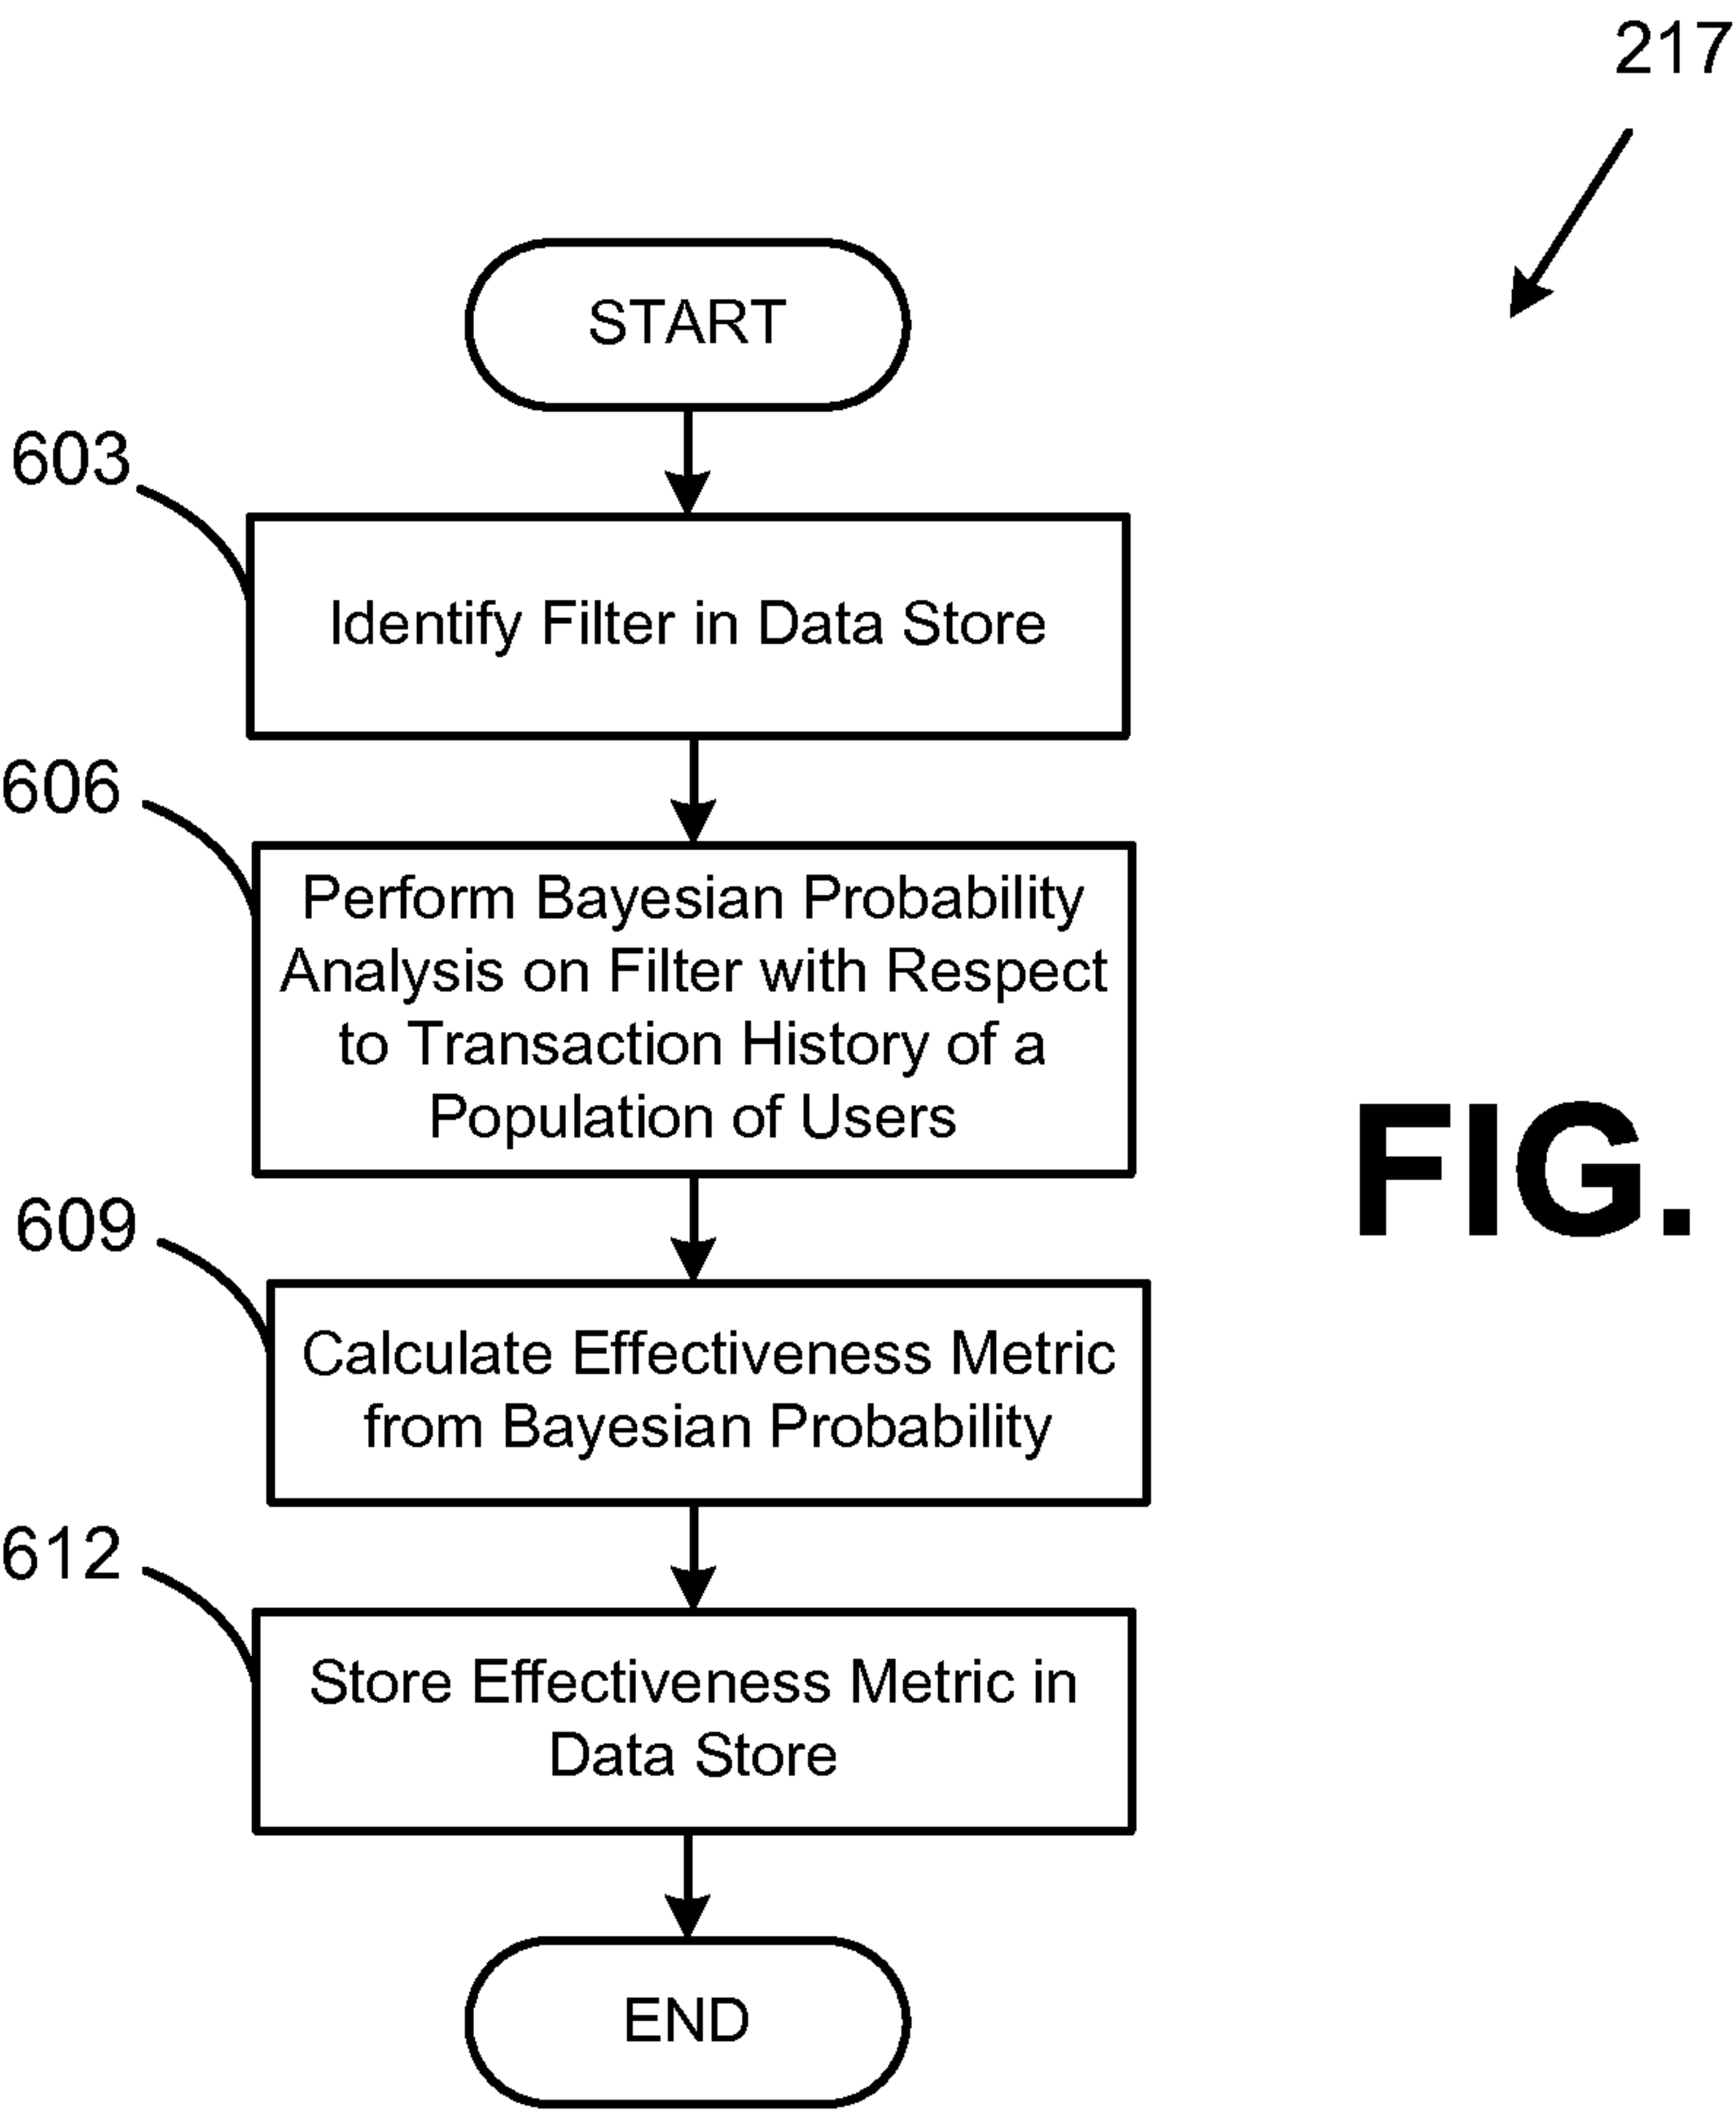 217
START
603
Identify Filter in Data Store
606
Perform Bayesian Probability
Analysis on Filter with Respect
to Transaction History of a
Population of Users
FIG.
609
Calculate Effectiveness Metric
from Bayesian Probability
612
Store Effectiveness Metric in
Data Store
END